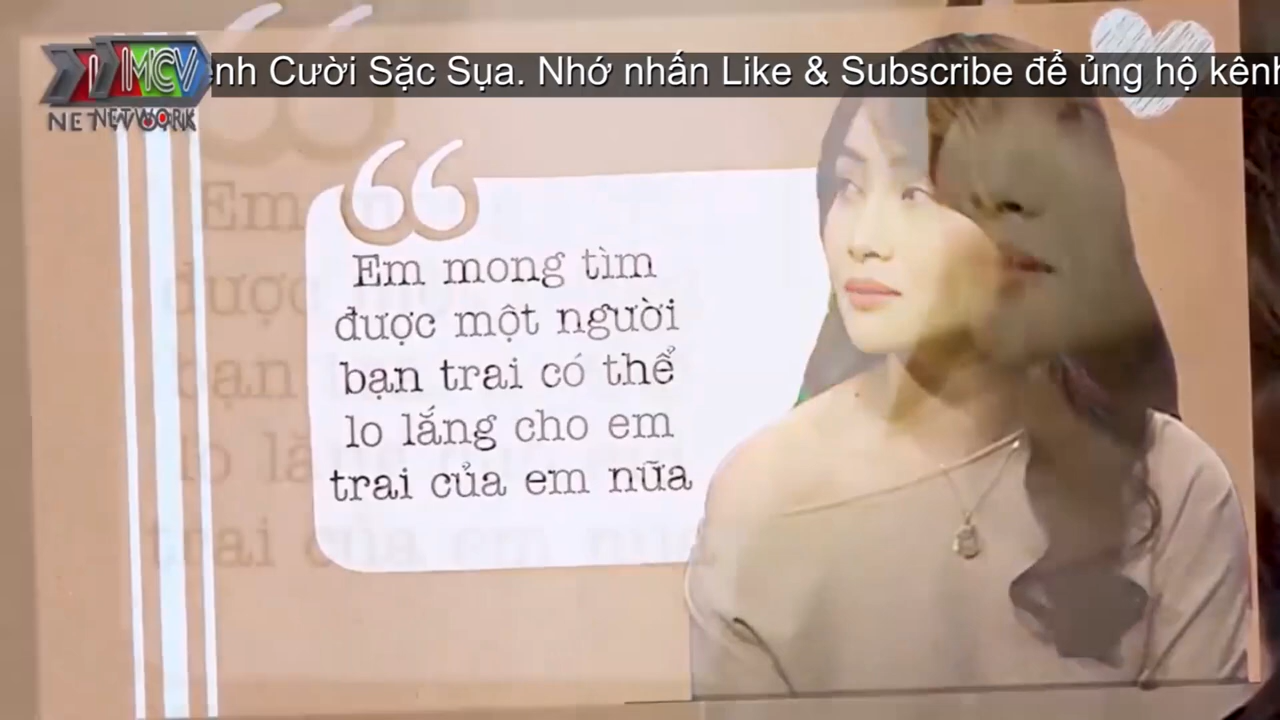 ênh Cười Sặc Sụa. Nhớ nhấn Like & Subscribe để ủng hộ kênh
MCV
NETWORK
Em mong tìm
được một người
bạn trai có thể
lo lắng cho em
trai của em nữa